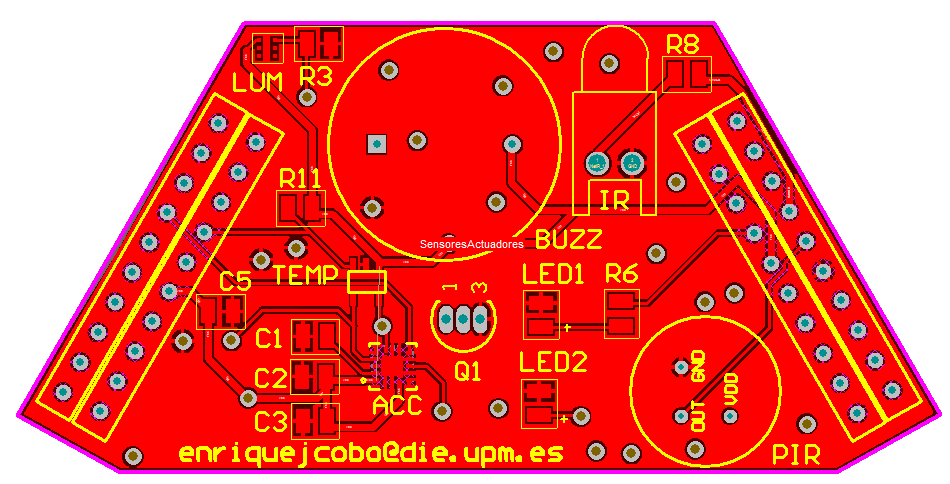 R8
LUM
R3
R11
IR
SensoresActuadores
BUZZ
TEMP
LED1
R6
C5
1
3
C1
Q1
LED2
C2
ACC
C3
OUT
GND
VDD
PIR
enriquejcobo@die.upm.es